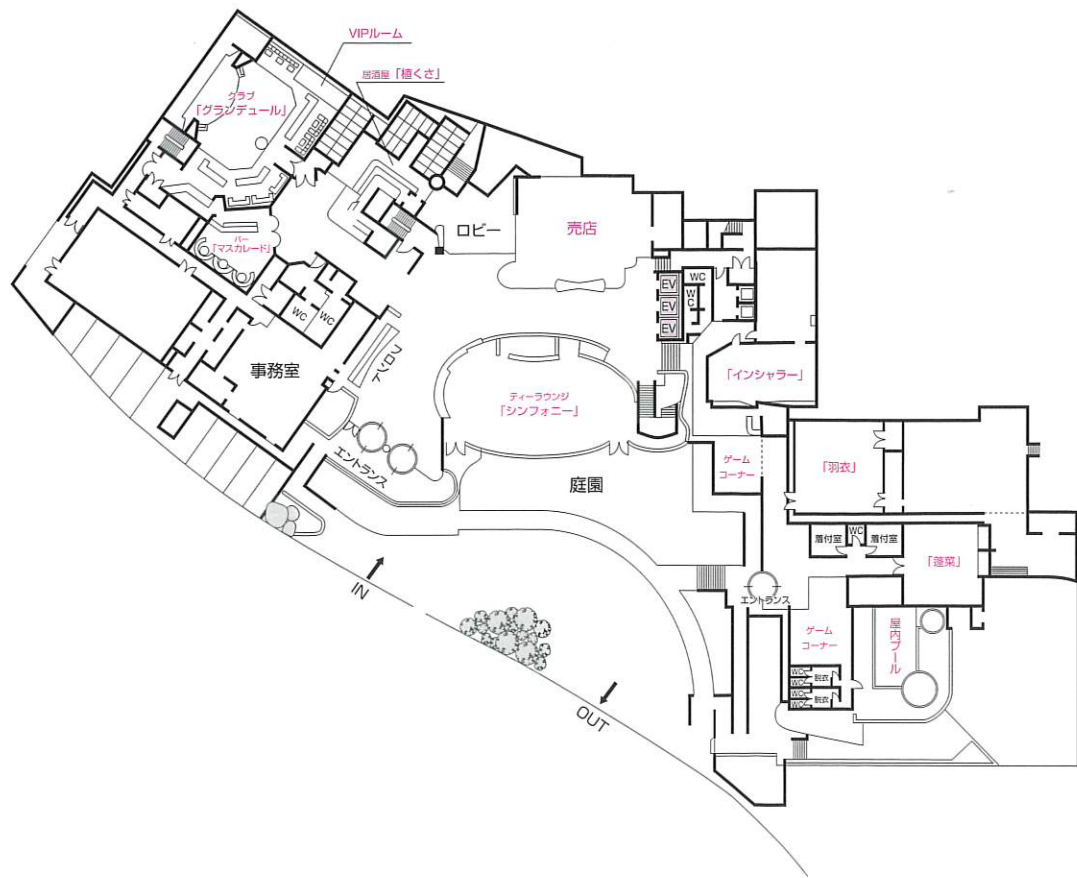 VIPルーム
居酒屋「植くさ」
クラブ
「グランデュール」
バー
「マスカレード」
ロビー
売店
WC
WC
EV
EV
EV
WC
WC
事務室
フロント
ティーラウンジ
「シンフォニー」
「インシャラー」
エントランス
庭園
ゲーム
コーナー
「羽衣」
着付室
WC
着付室
「蓬菜」
IN
エントランス
ゲーム
コーナー
屋内プール
WC
WC
脱衣
WC
WC
脱衣
OUT